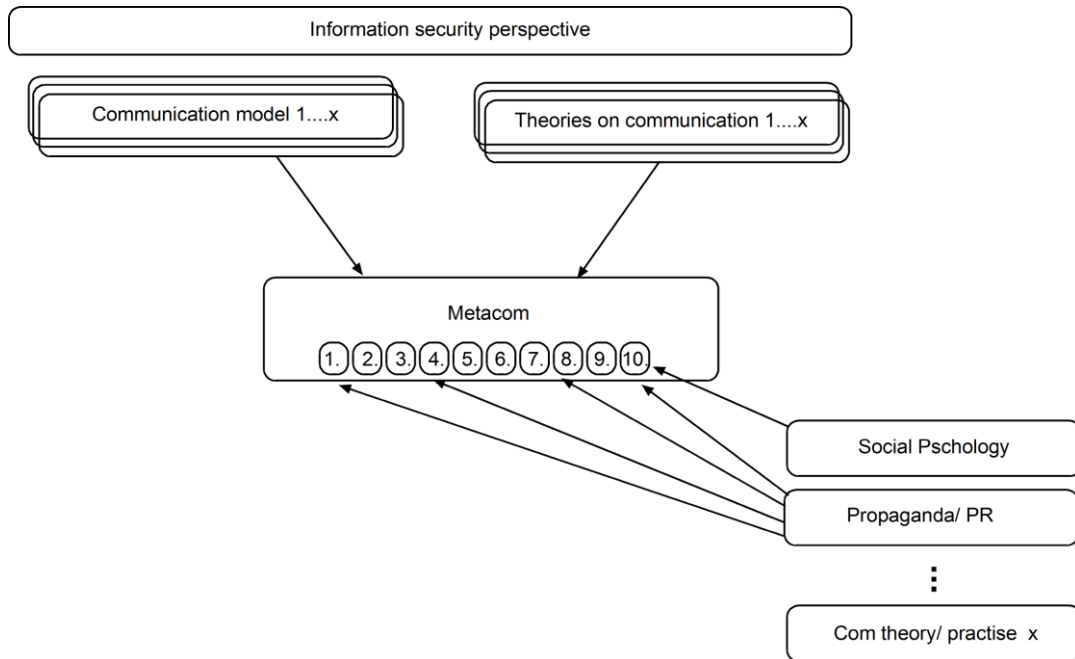 Information security perspective
Communication model 1....x
Theories on communication 1....x
Metacom
1. 2. 3. 4. 5. 6. 7. 8. 9. 10.
Social Pschology
Propaganda/ PR
Com theory/ practise x